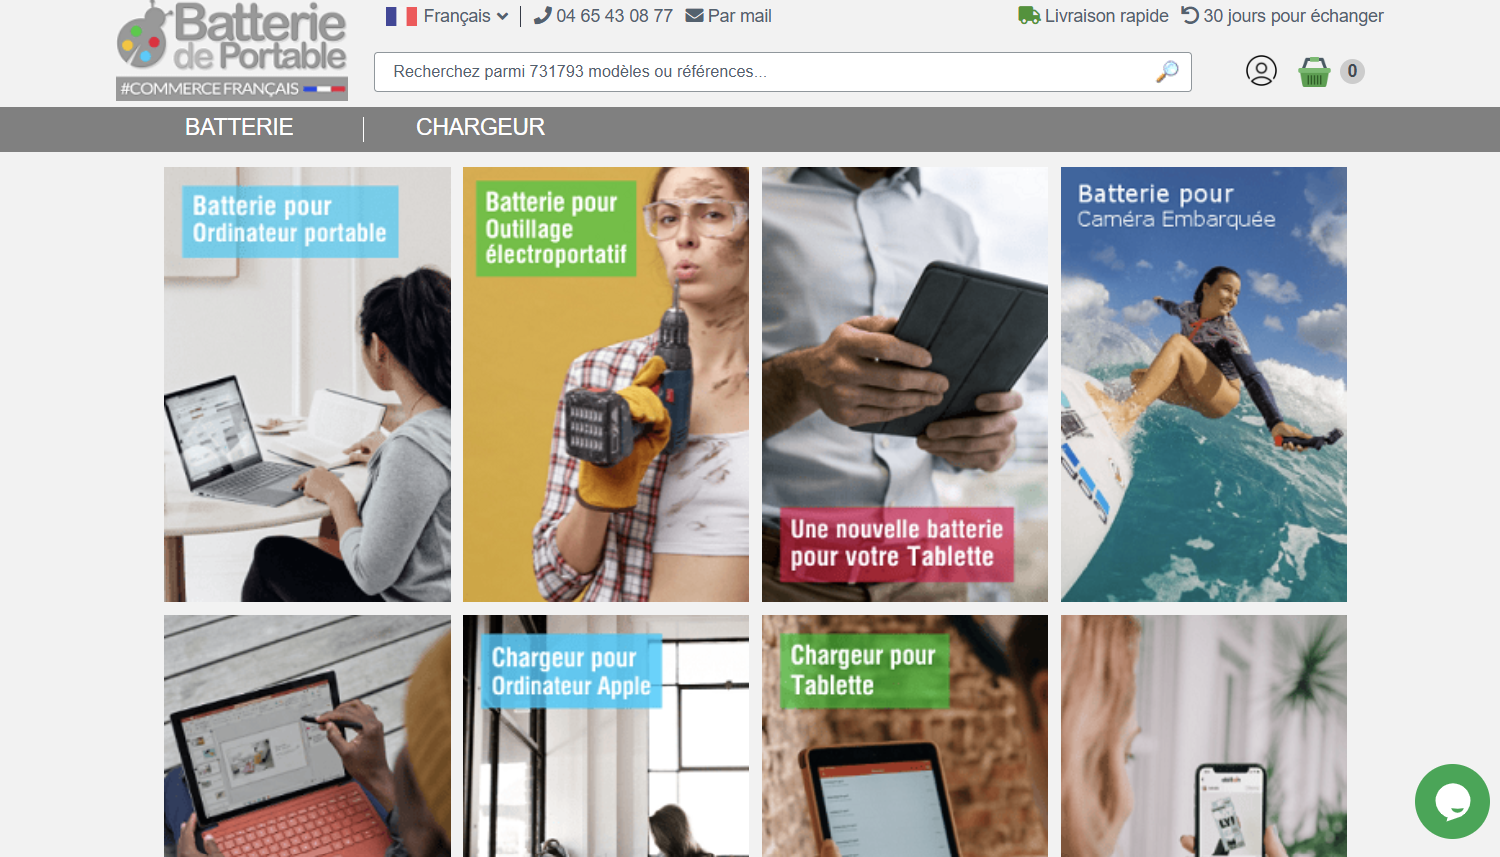 Batterie
de Portable
#COMMERCE FRANÇAIS
Français
04 65 43 08 77
Par mail
Livraison rapide
30 jours pour échanger
Recherchez parmi 731793 modèles ou références...
0
BATTERIE
CHARGEUR
Batterie pour
Ordinateur portable
Batterie pour
Outillage
électroportatif
Une nouvelle batterie
pour votre Tablette
Batterie pour
Caméra Embarquée
Chargeur pour
Ordinateur Apple
Chargeur pour
Tablette